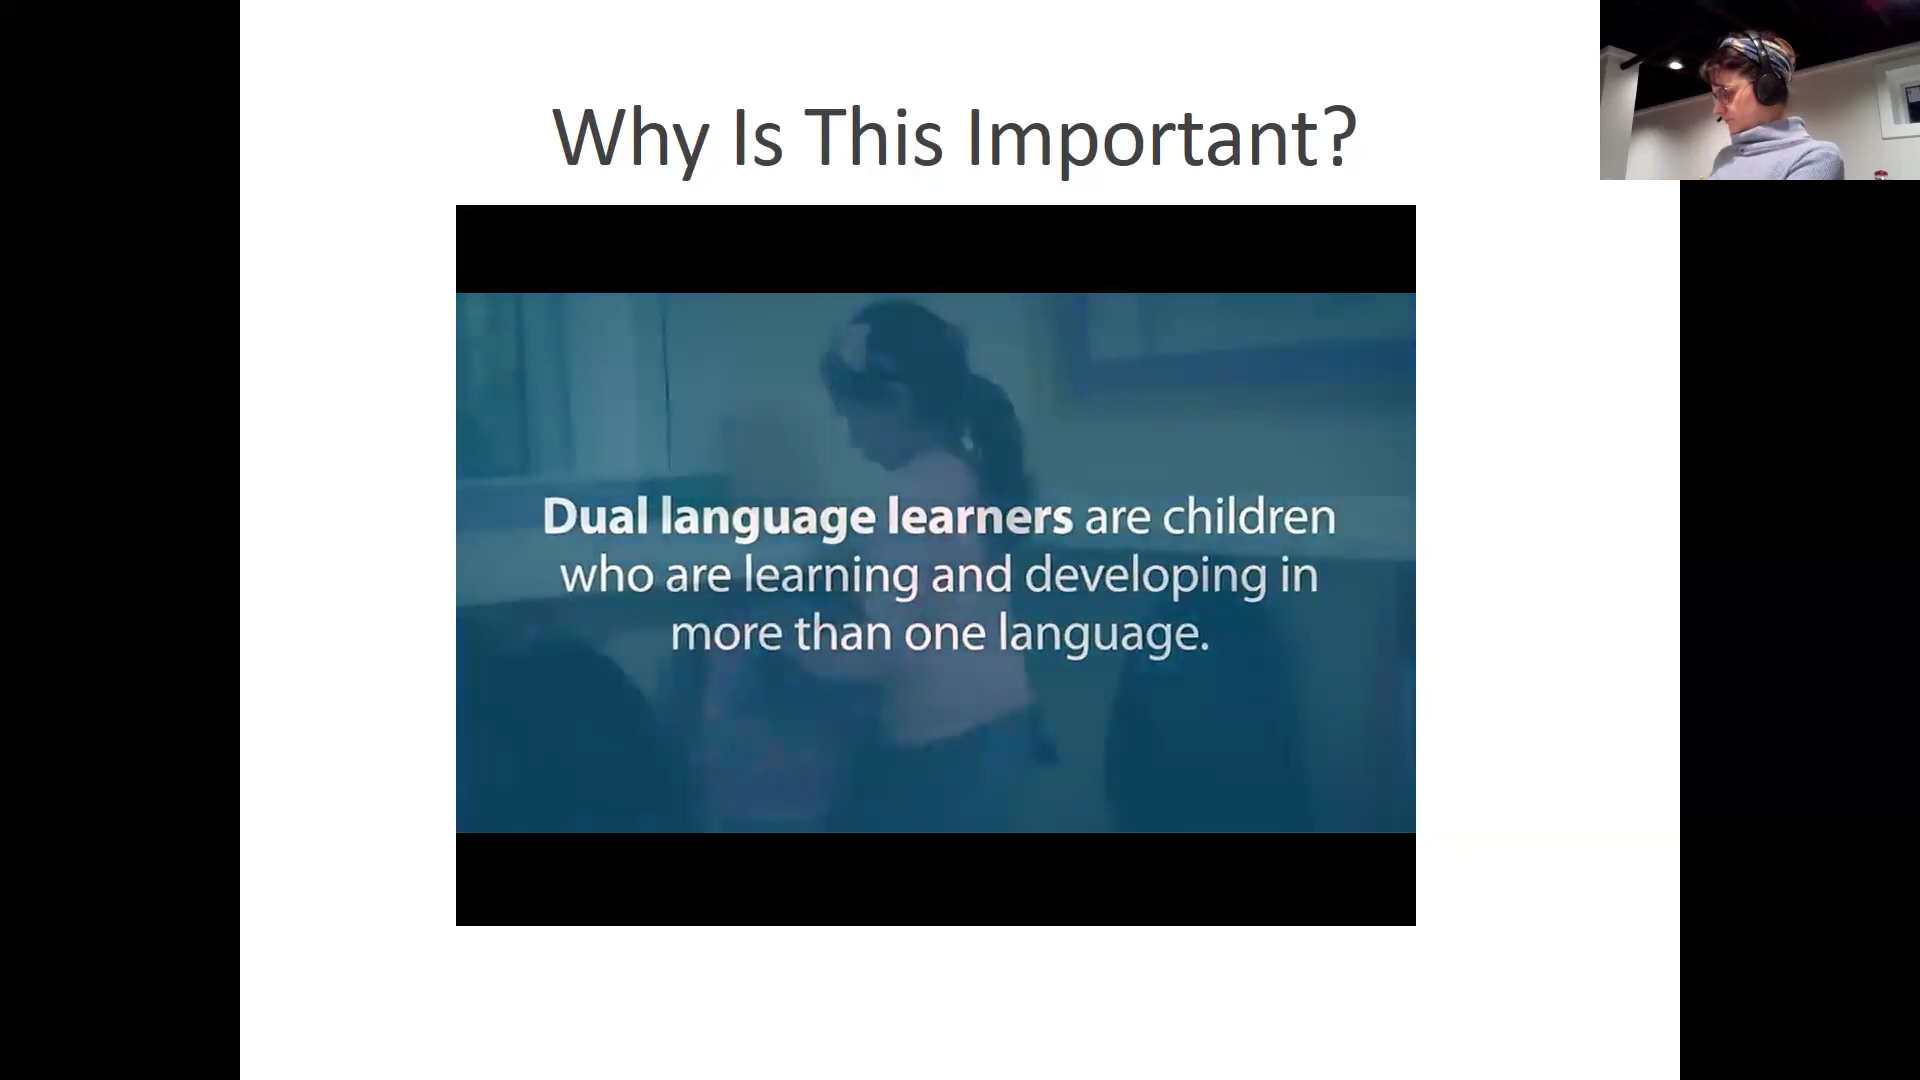 Why Is This Important?
Dual language learners are children
who are learning and developing in
more than one language.